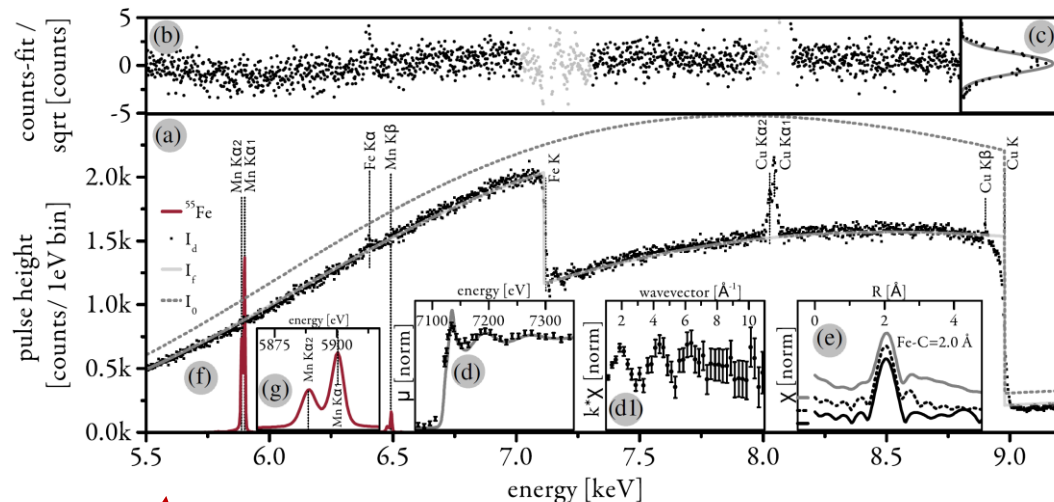 counts-fit /
sqrt [counts]
5
0
-5
(b)
(c)
pulse height
[counts/ 1eV bin]
2.0k
1.5k
1.0k
0.5k
0.0k
(a)
Mn Kα2
Mn Kα1
Fe Kα
Mn Kβ
Fe K
Cu Kα2
Cu Kα1
Cu Kβ
Cu K
55Fe
Id
If
I0
(f)
energy [eV]
5875 5900
(g)
Mn Kα2
Mn Kα1
energy [eV]
7100 7200 7300
μ [norm]
(d)
wavevector [Å-1]
2 4 6 8 10
k*X [norm]
(d1)
R [Å]
0 2 4
X [norm]
(e)
Fe-C=2.0 Å
5.5 6.0 6.5 7.0 7.5 8.0 8.5 9.0
energy [keV]